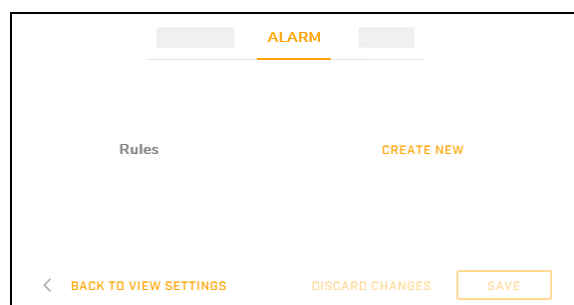 ALARM
Rules CREATE NEW
BACK TO VIEW SETTINGS DISCARD CHANGES SAVE